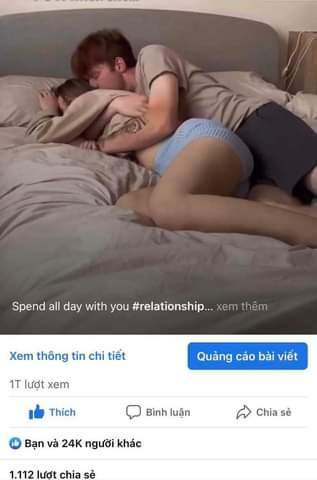 Spend all day with you #relationship... xem thêm
Xem thông tin chi tiết
Quảng cáo bài viết
1T lượt xem
Thích
Bình luận
Chia sẻ
Bạn và 24K người khác
1.112 lượt chia sẻ